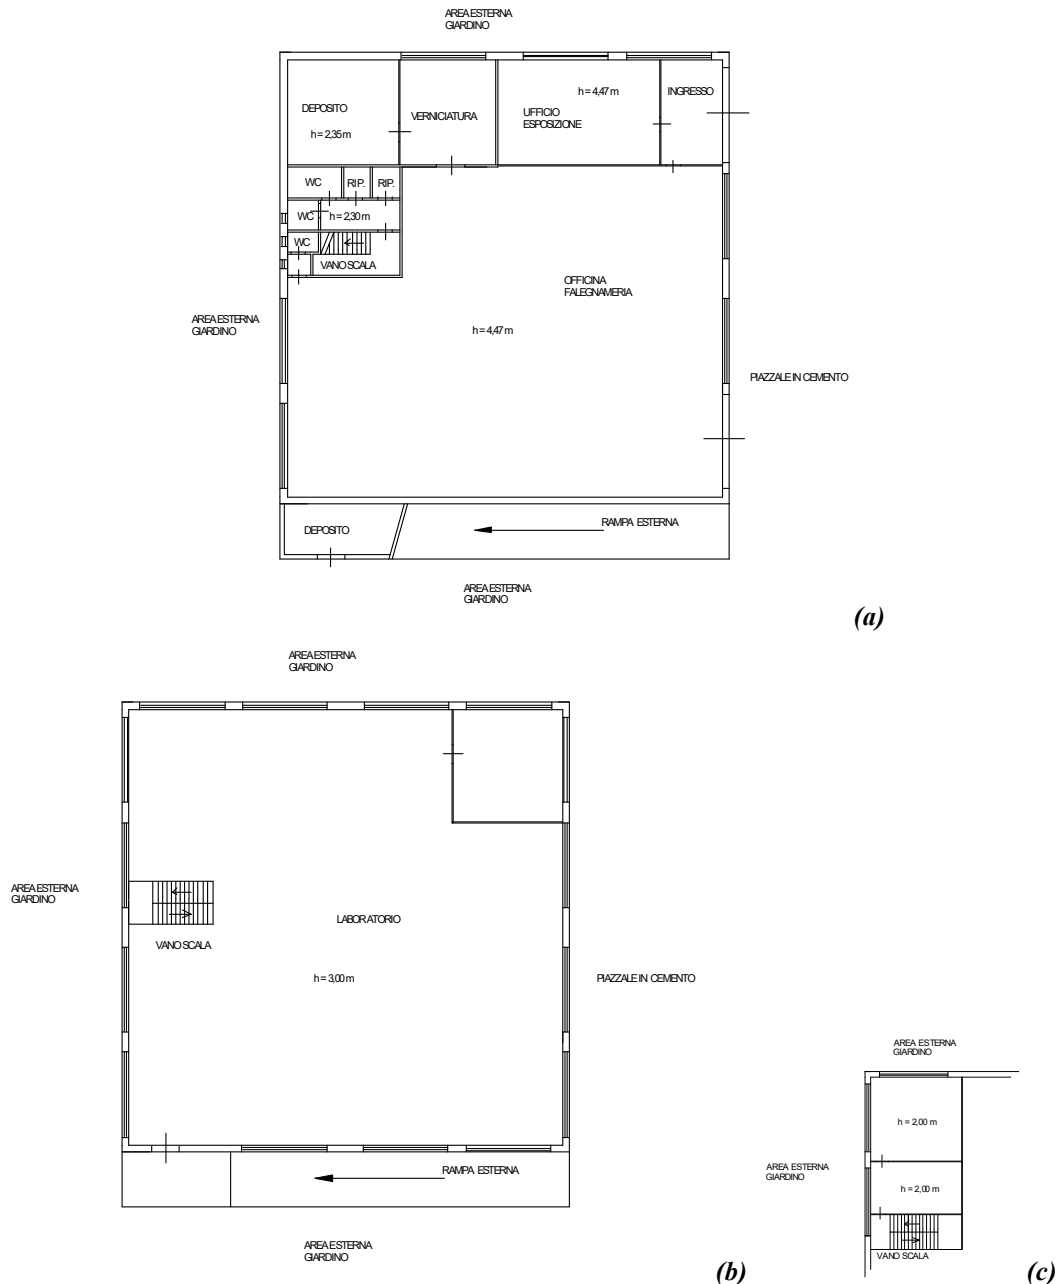 AREA ESTERNA
GIARDINO
h = 4,47 m
INGRESSO
DEPOSITO
VERNICIATURA
UFFICIO
ESPOSIZIONE
h = 2,35 m
WC
RIP.
RIP.
WC
h = 2,30 m
WC
VANO SCALA
OFFICINA
FALEGNAMERIA
AREA ESTERNA
GIARDINO
h = 4,47 m
PIAZZALE IN CEMENTO
DEPOSITO
RAMPA ESTERNA
AREA ESTERNA
GIARDINO
(a)
AREA ESTERNA
GIARDINO
AREA ESTERNA
GIARDINO
LABORATORIO
VANO SCALA
h = 3,00 m
PIAZZALE IN CEMENTO
RAMPA ESTERNA
AREA ESTERNA
GIARDINO
(b)
AREA ESTERNA
GIARDINO
h = 2,00 m
AREA ESTERNA
GIARDINO
h = 2,00 m
VANO SCALA
(c)